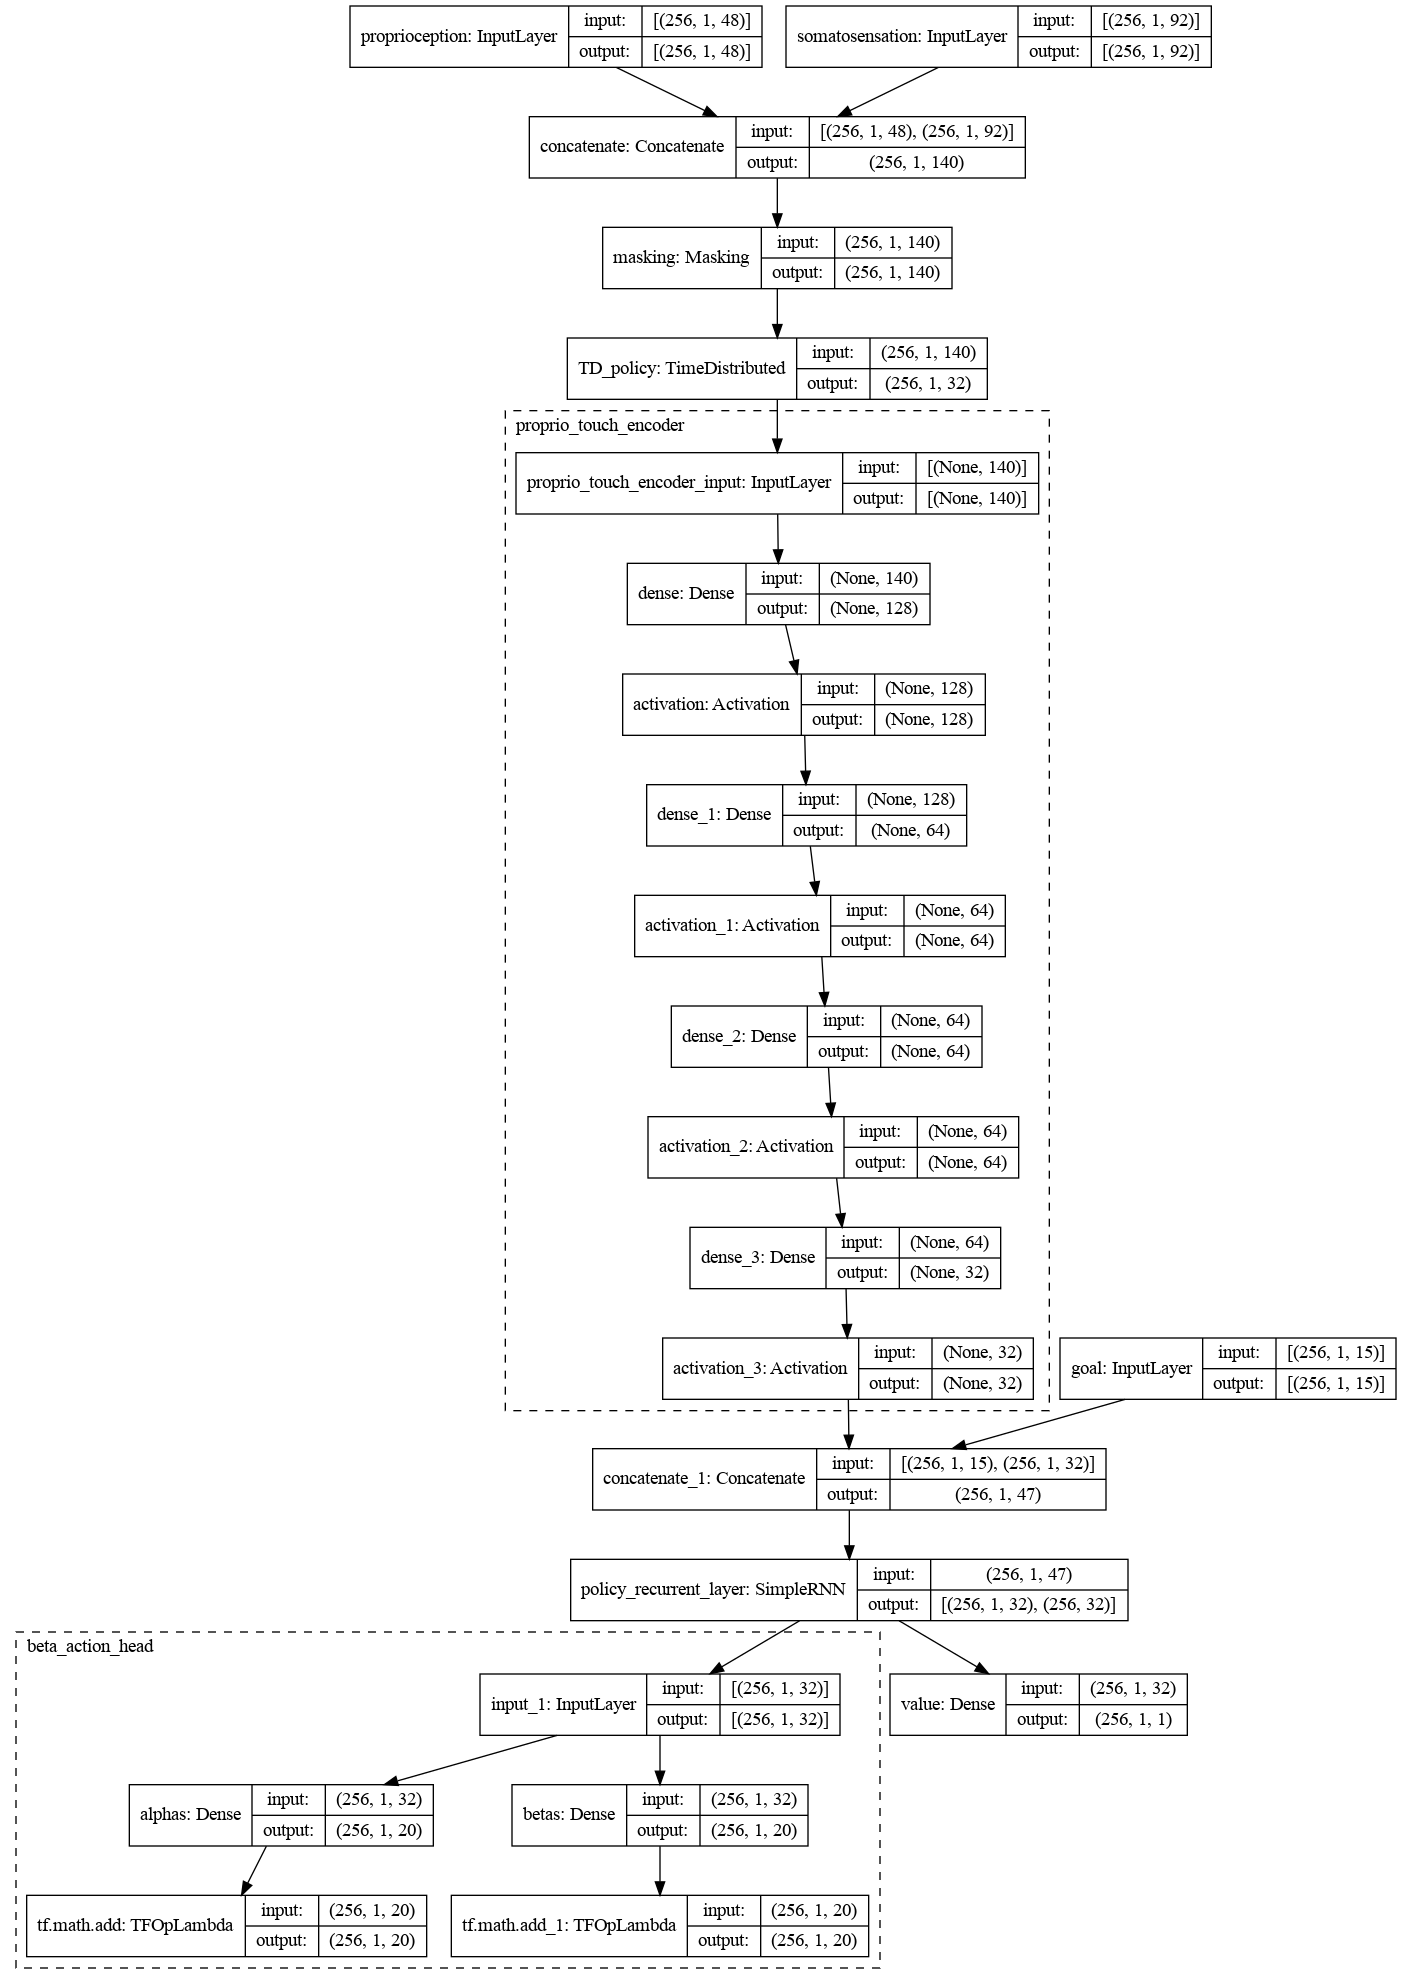 proprioception: InputLayer
input: [(256, 1, 48)]
output: [(256, 1, 48)]
somatosensation: InputLayer
input: [(256, 1, 92)]
output: [(256, 1, 92)]
concatenate: Concatenate
input: [(256, 1, 48), (256, 1, 92)]
output: (256, 1, 140)
masking: Masking
input: (256, 1, 140)
output: (256, 1, 140)
TD_policy: TimeDistributed
input: (256, 1, 140)
output: (256, 1, 32)
proprio_touch_encoder
proprio_touch_encoder_input: InputLayer
input: [(None, 140)]
output: [(None, 140)]
dense: Dense
input: (None, 140)
output: (None, 128)
activation: Activation
input: (None, 128)
output: (None, 128)
dense_1: Dense
input: (None, 128)
output: (None, 64)
activation_1: Activation
input: (None, 64)
output: (None, 64)
dense_2: Dense
input: (None, 64)
output: (None, 64)
activation_2: Activation
input: (None, 64)
output: (None, 64)
dense_3: Dense
input: (None, 64)
output: (None, 32)
activation_3: Activation
input: (None, 32)
output: (None, 32)
goal: InputLayer
input: [(256, 1, 15)]
output: [(256, 1, 15)]
concatenate_1: Concatenate
input: [(256, 1, 15), (256, 1, 32)]
output: (256, 1, 47)
policy_recurrent_layer: SimpleRNN
input: (256, 1, 47)
output: [(256, 1, 32), (256, 32)]
beta_action_head
input_1: InputLayer
input: [(256, 1, 32)]
output: [(256, 1, 32)]
value: Dense
input: (256, 1, 32)
output: (256, 1, 1)
alphas: Dense
input: (256, 1, 32)
output: (256, 1, 20)
betas: Dense
input: (256, 1, 32)
output: (256, 1, 20)
tf.math.add: TFOpLambda
input: (256, 1, 20)
output: (256, 1, 20)
tf.math.add_1: TFOpLambda
input: (256, 1, 20)
output: (256, 1, 20)